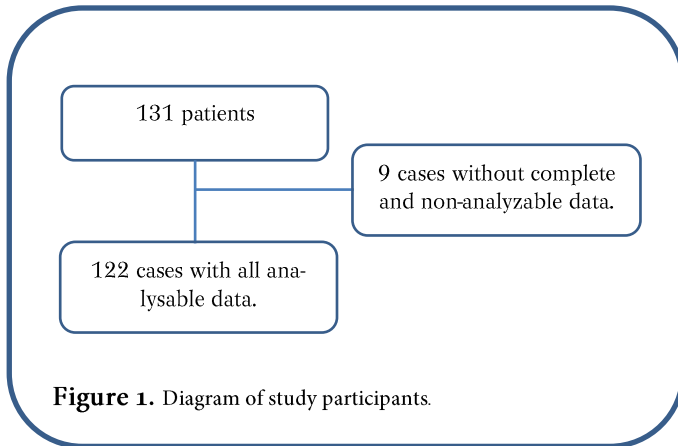 131 patients
9 cases without complete
and non-analyzable data.
122 cases with all ana-
lysable data.
Figure 1. Diagram of study participants.